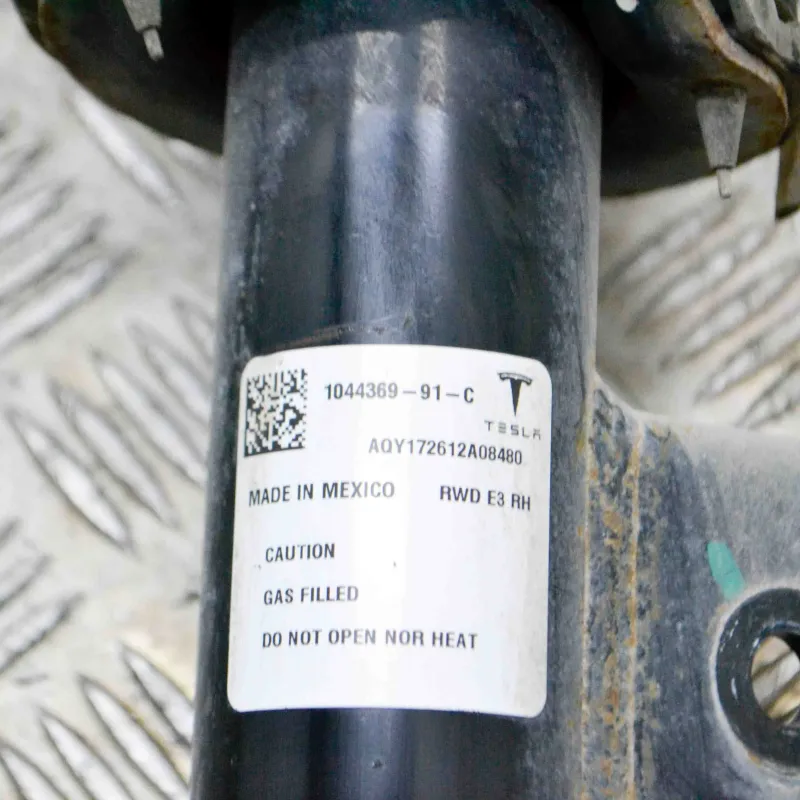 1044369-91-C
TESLA
AQY172612A08480
MADE IN MEXICO RWD E3 RH
CAUTION
GAS FILLED
DO NOT OPEN NOR HEAT